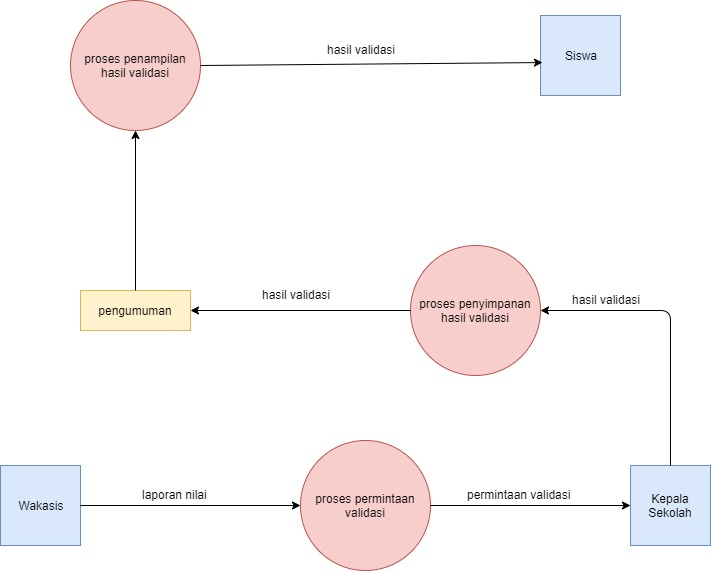 proses penampilan
hasil validasi
hasil validasi
Siswa
pengumuman
hasil validasi
proses penyimpanan
hasil validasi
hasil validasi
Wakasis
laporan nilai
proses permintaan
validasi
permintaan validasi
Kepala
Sekolah